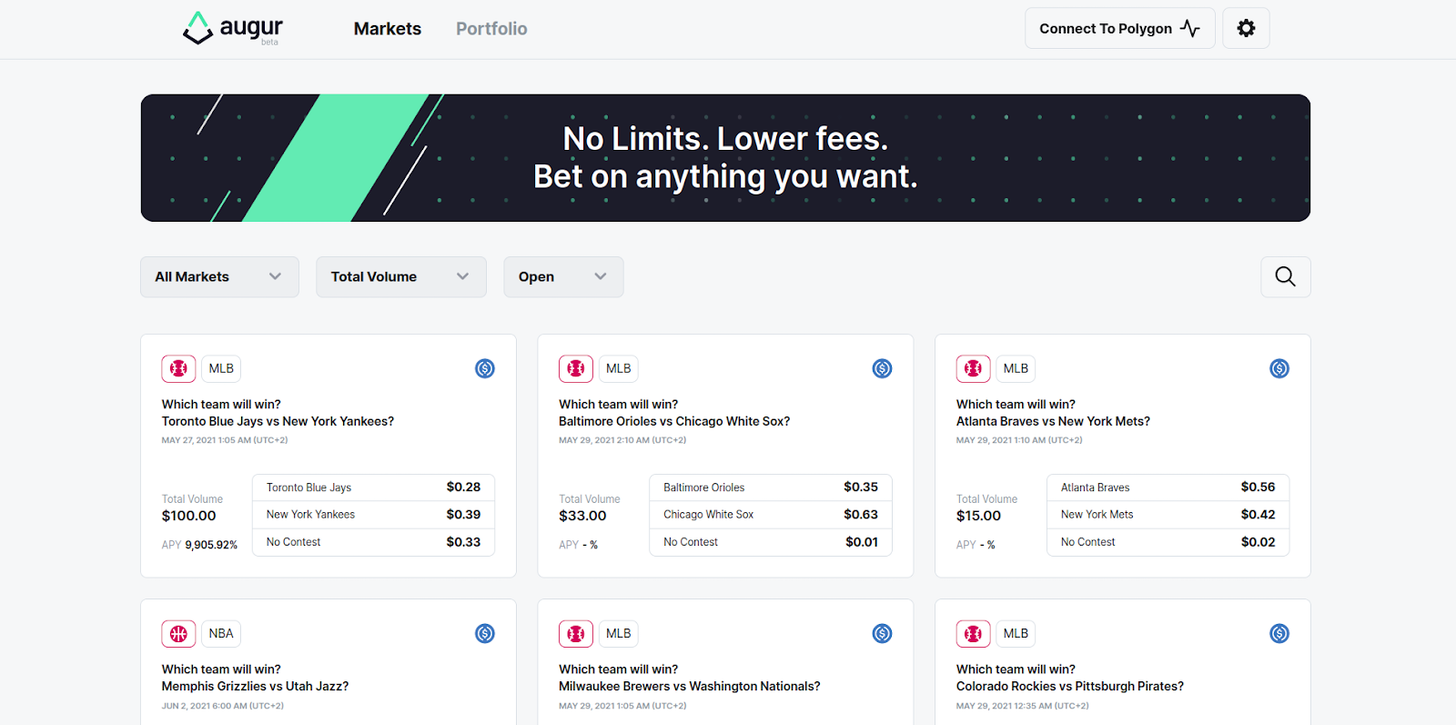 augur
beta
Markets
Portfolio
Connect To Polygon
No Limits. Lower fees.
Bet on anything you want.
All Markets
Total Volume
Open
MLB
Which team will win?
Toronto Blue Jays vs New York Yankees?
MAY 27, 2021 1:05 AM (UTC+2)
Total Volume
$100.00
APY 9,905.92%
Toronto Blue Jays $0.28
New York Yankees $0.39
No Contest $0.33
MLB
Which team will win?
Baltimore Orioles vs Chicago White Sox?
MAY 29, 2021 2:10 AM (UTC+2)
Total Volume
$33.00
APY - %
Baltimore Orioles $0.35
Chicago White Sox $0.63
No Contest $0.01
MLB
Which team will win?
Atlanta Braves vs New York Mets?
MAY 29, 2021 1:10 AM (UTC+2)
Total Volume
$15.00
APY - %
Atlanta Braves $0.56
New York Mets $0.42
No Contest $0.02
NBA
Which team will win?
Memphis Grizzlies vs Utah Jazz?
JUN 2, 2021 6:00 AM (UTC+2)
MLB
Which team will win?
Milwaukee Brewers vs Washington Nationals?
MAY 29, 2021 1:05 AM (UTC+2)
MLB
Which team will win?
Colorado Rockies vs Pittsburgh Pirates?
MAY 29, 2021 12:35 AM (UTC+2)